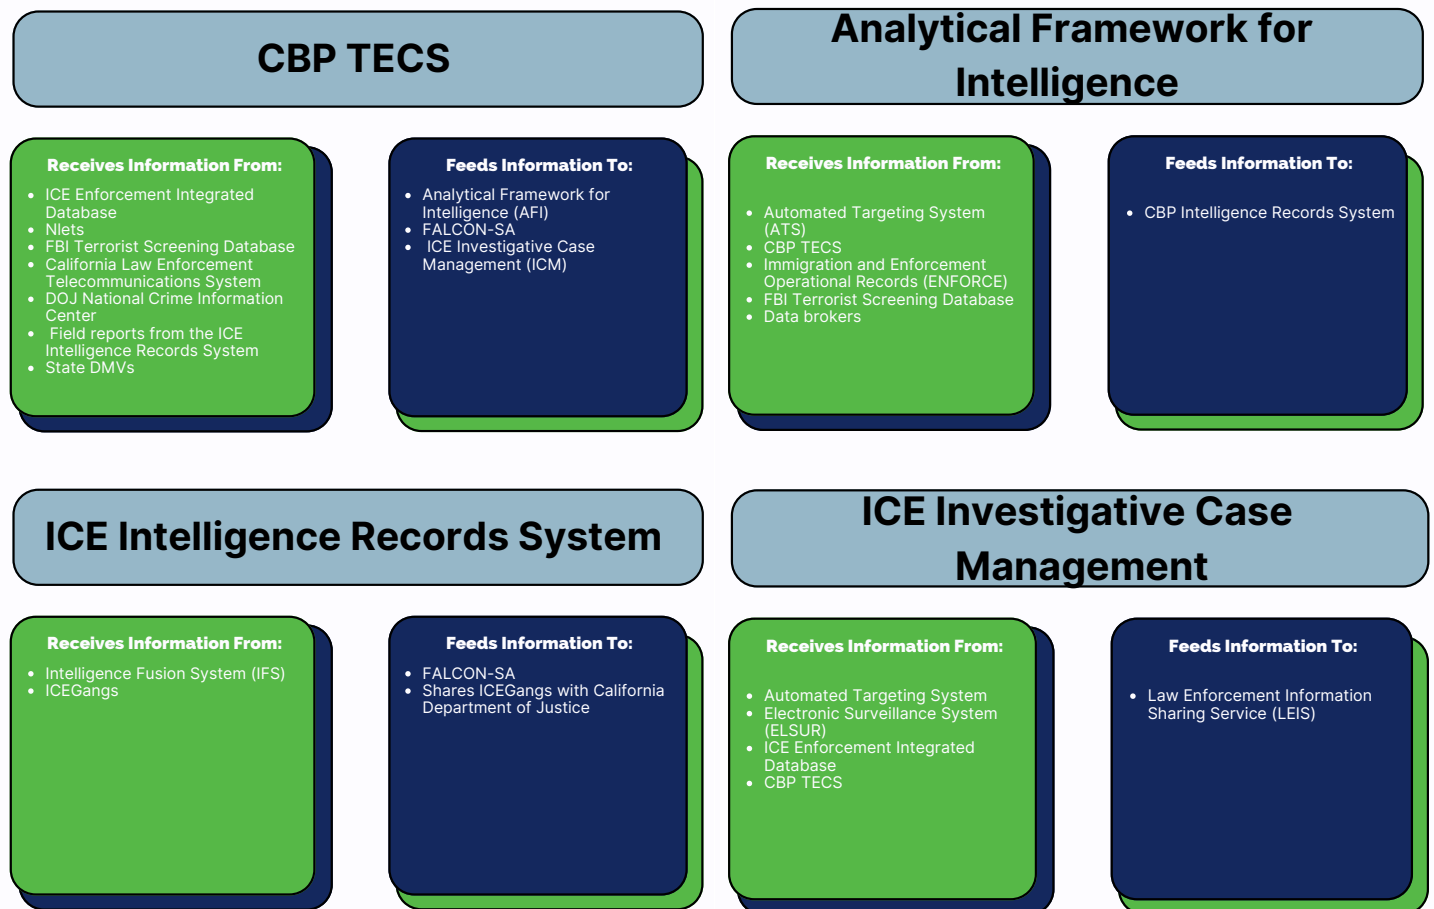 CBP TECS
Receives Information From:
• ICE Enforcement Integrated
Database
• Nlets
• FBI Terrorist Screening Database
• California Law Enforcement
Telecommunications System
• DOJ National Crime Information
Center
• Field reports from the ICE
Intelligence Records System
• State DMVs
Feeds Information To:
• Analytical Framework for
Intelligence (AFI)
• FALCON-SA
• ICE Investigative Case
Management (ICM)
Analytical Framework for
Intelligence
Receives Information From:
• Automated Targeting System
(ATS)
• CBP TECS
• Immigration and Enforcement
Operational Records (ENFORCE)
• FBI Terrorist Screening Database
• Data brokers
Feeds Information To:
• CBP Intelligence Records System
ICE Intelligence Records System
Receives Information From:
• Intelligence Fusion System (IFS)
• ICEGangs
Feeds Information To:
• FALCON-SA
• Shares ICEGangs with California
Department of Justice
ICE Investigative Case
Management
Receives Information From:
• Automated Targeting System
• Electronic Surveillance System
(ELSUR)
• ICE Enforcement Integrated
Database
• CBP TECS
Feeds Information To:
• Law Enforcement Information
Sharing Service (LEIS)